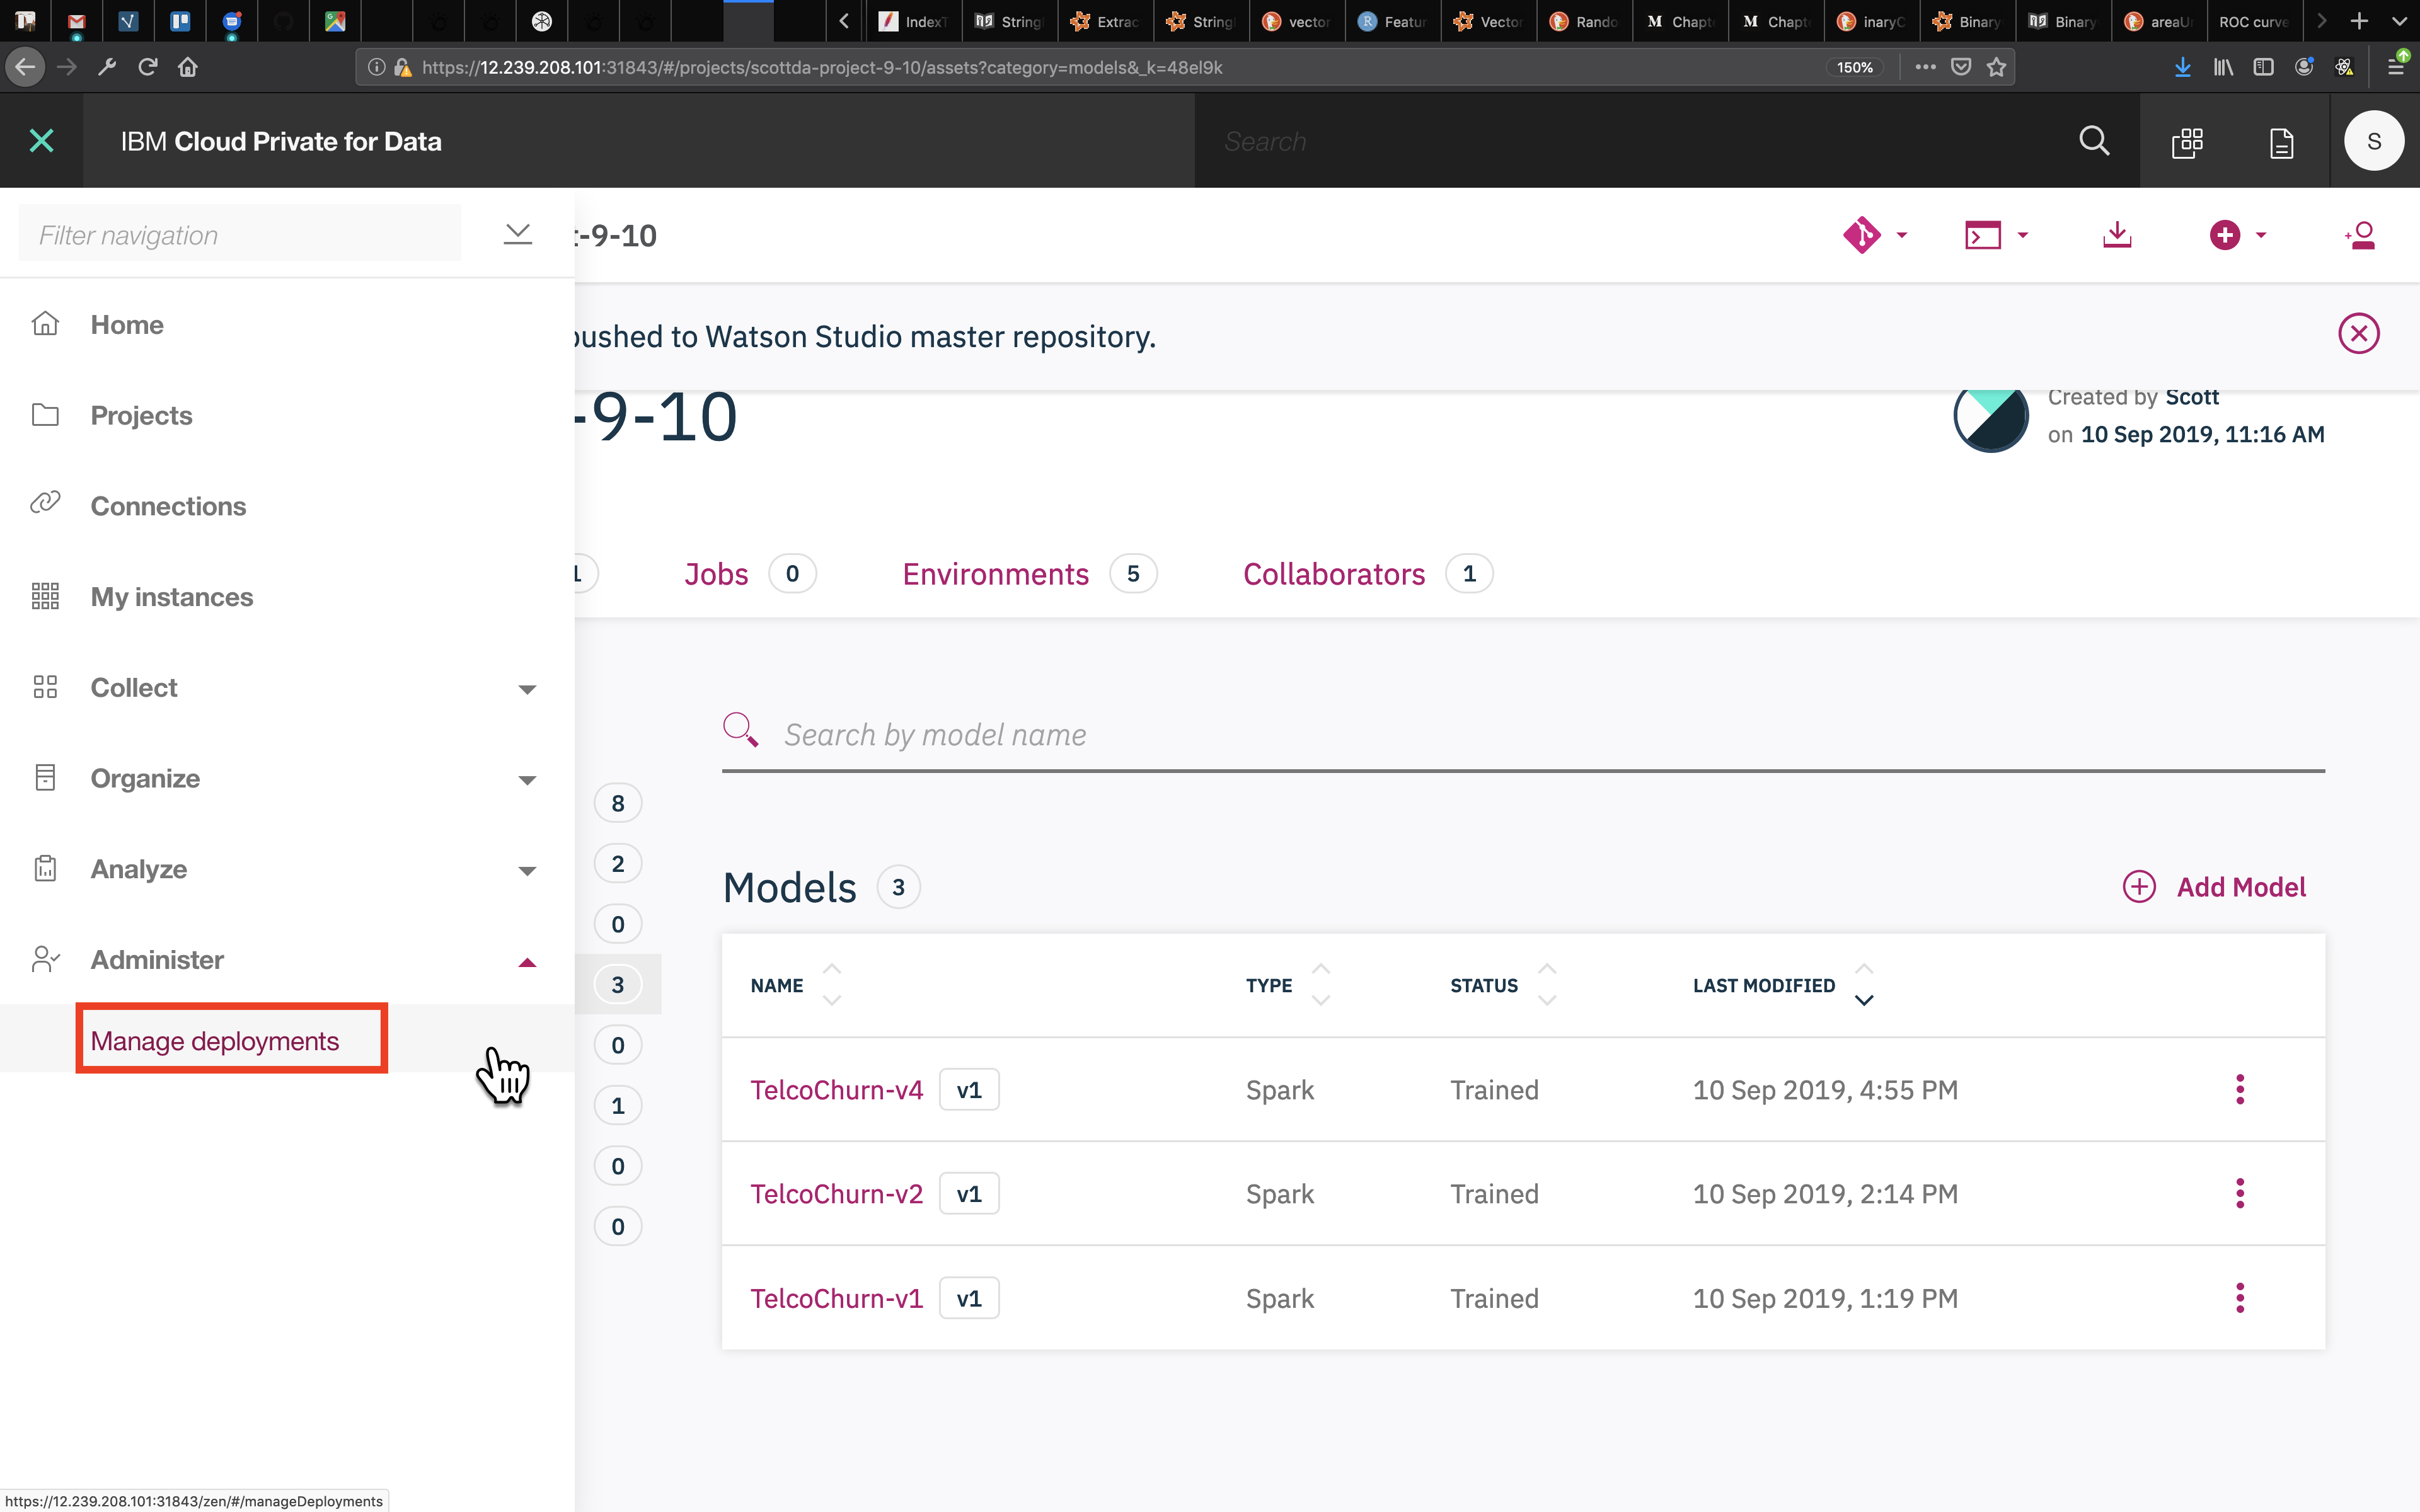 IndexT
String
Extrac
String
vector
Featur
Vector
Rando
M Chapt
M Chapt
inaryC
Binary
Binary
areaU
ROC curve
https://12.239.208.101:31843/#/projects/scottda-project-9-10/assets?category=models&_k=48el9k
150%
IBM Cloud Private for Data
Search
S
Filter navigation
t-9-10
Home
pushed to Watson Studio master repository.
-9-10
Created by Scott
on 10 Sep 2019, 11:16 AM
Projects
Connections
My instances
Collect
Organize
Analyze
Administer
Manage deployments
1
Jobs 0
Environments 5
Collaborators 1
Search by model name
8
2
0
3
0
1
0
0
Models 3
Add Model
NAME TYPE STATUS LAST MODIFIED
TelcoChurn-v4 v1 Spark Trained 10 Sep 2019, 4:55 PM
TelcoChurn-v2 v1 Spark Trained 10 Sep 2019, 2:14 PM
TelcoChurn-v1 v1 Spark Trained 10 Sep 2019, 1:19 PM
https://12.239.208.101:31843/zen/#/manageDeployments